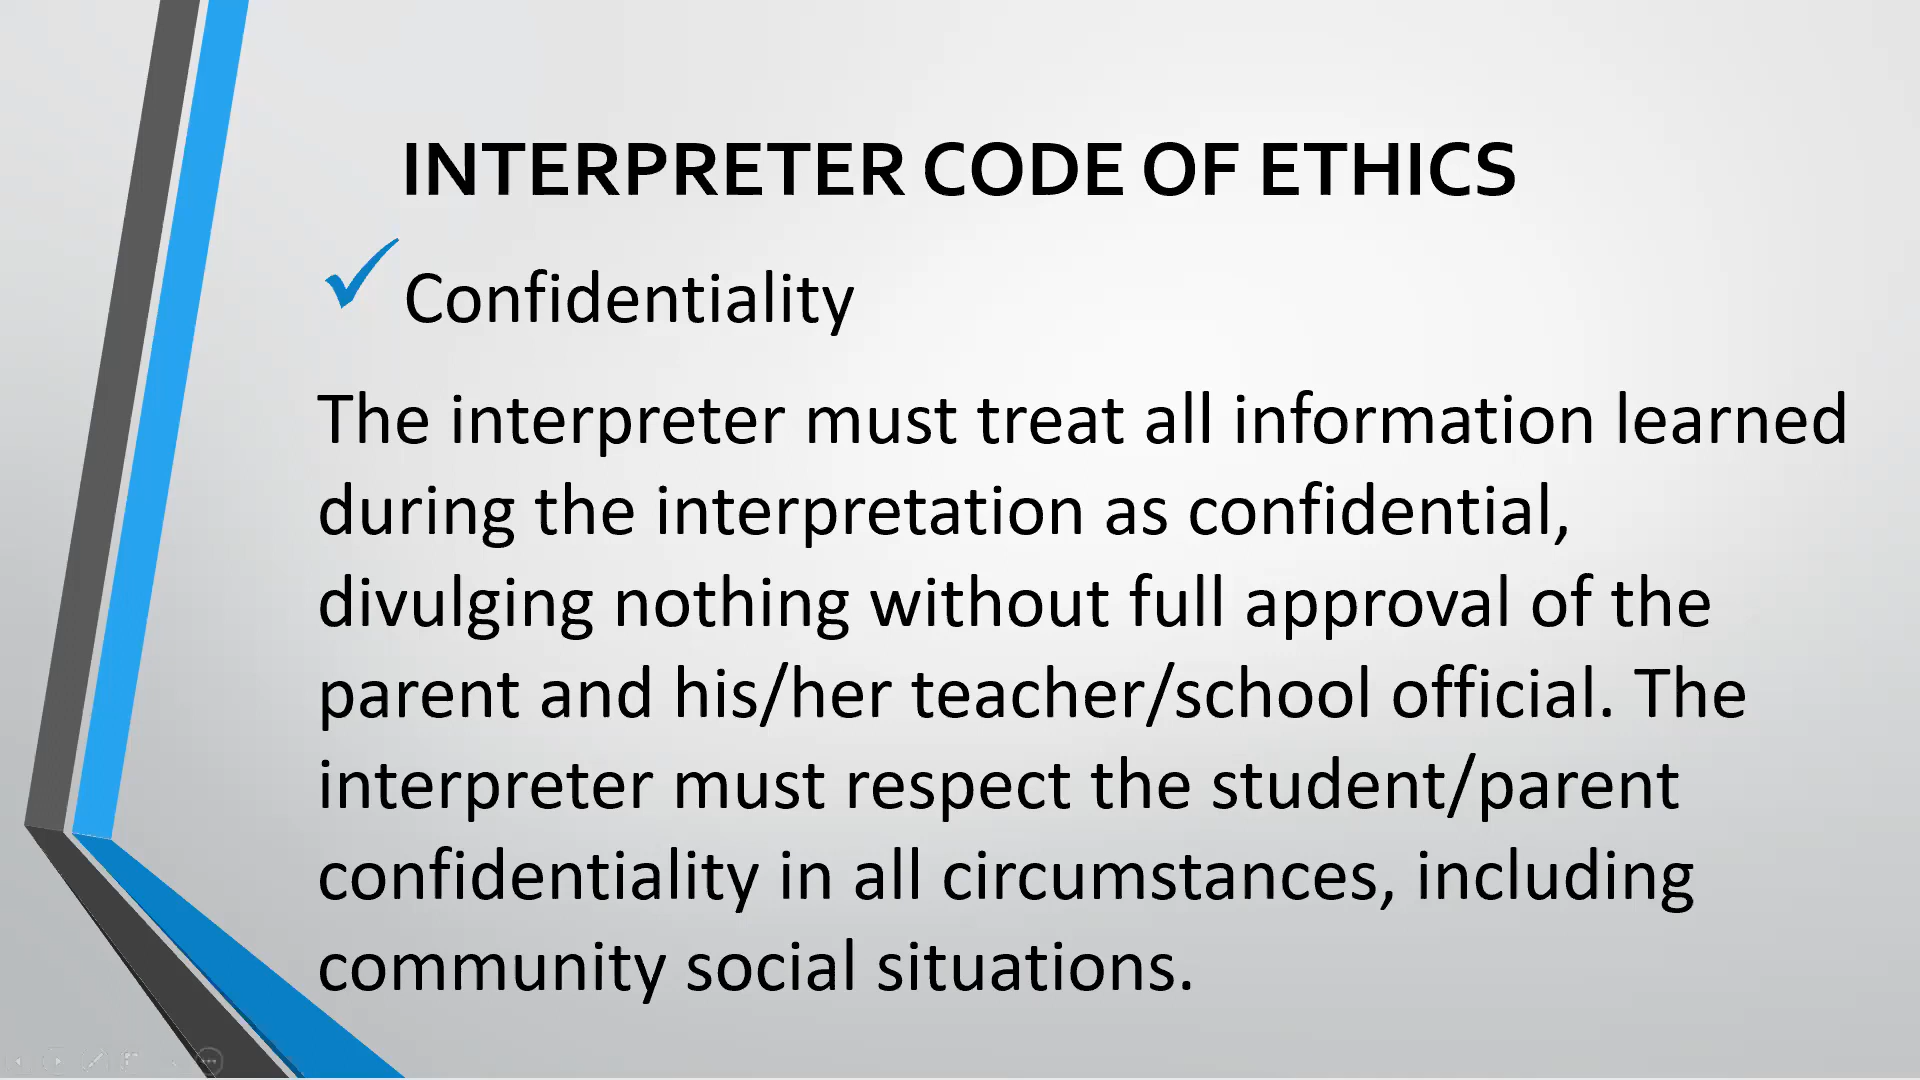 INTERPRETER CODE OF ETHICS
Confidentiality
The interpreter must treat all information learned
during the interpretation as confidential,
divulging nothing without full approval of the
parent and his/her teacher/school official. The
interpreter must respect the student/parent
confidentiality in all circumstances, including
community social situations.